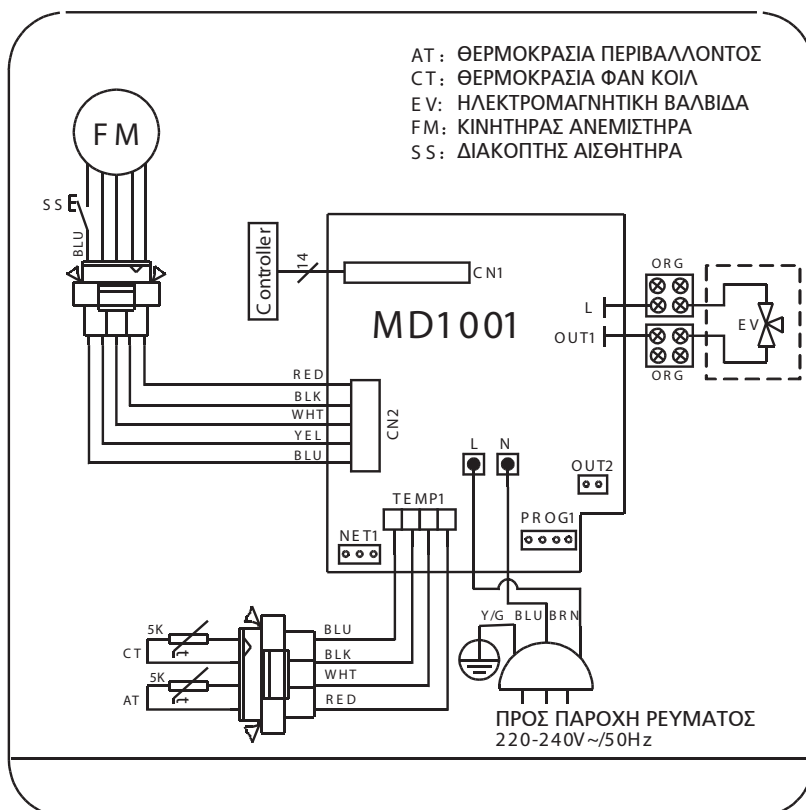 AT: ΘΕΡΜΟΚΡΑΣΙΑ ΠΕΡΙΒΑΛΛΟΝΤΟΣ
CT: ΘΕΡΜΟΚΡΑΣΙΑ ΦΑΝ ΚΟΙΛ
EV: ΗΛΕΚΤΡΟΜΑΓΝΗΤΙΚΗ ΒΑΛΒΙΔΑ
FM: ΚΙΝΗΤΗΡΑΣ ΑΝΕΜΙΣΤΗΡΑ
SS: ΔΙΑΚΟΠΤΗΣ ΑΙΣΘΗΤΗΡΑ
FM
SS
BLU
Controller
14
CN1
MD1001
ORG
L
OUT1
EV
ORG
RED
BLK
WHT
YEL
BLU
CN2
L N
OUT2
TEMP1
PROG1
NET1
5K
t
CT
5K
t
AT
BLU
BLK
WHT
RED
Y/G BLU BRN
ΠΡΟΣ ΠΑΡΟΧΗ ΡΕΥΜΑΤΟΣ
220-240V~/50Hz